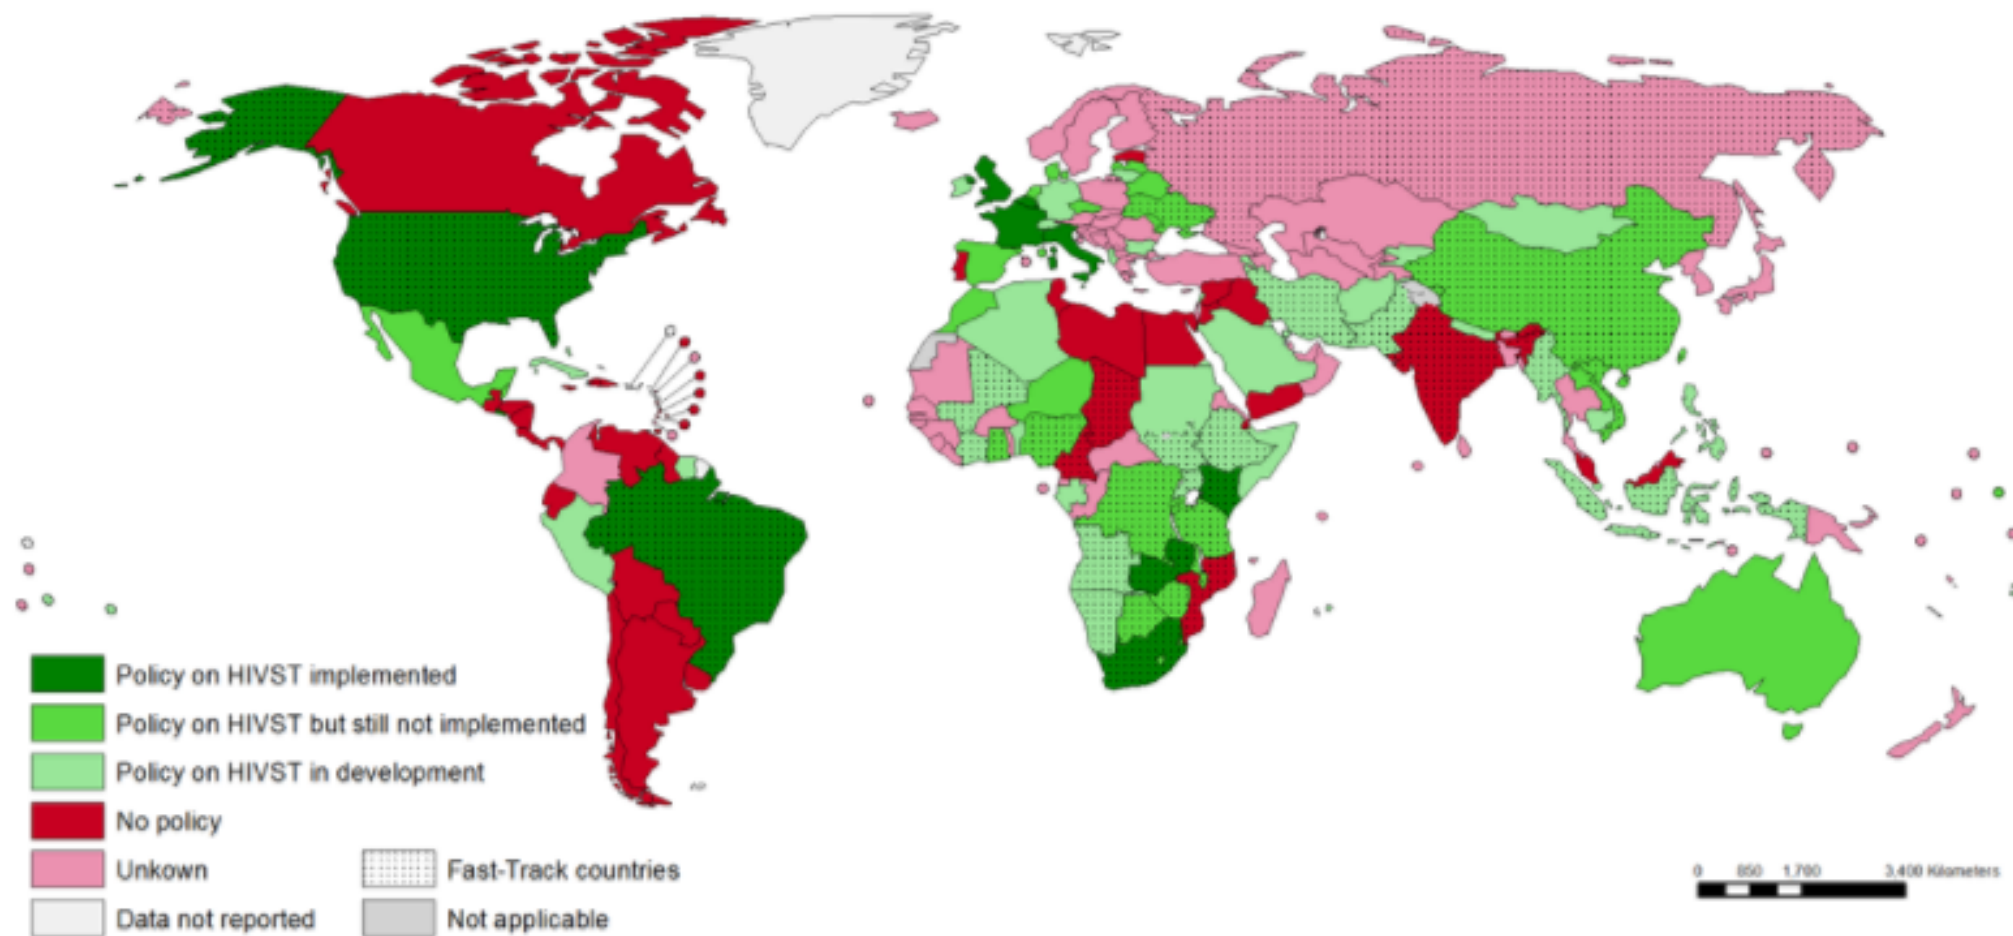 Policy on HIVST implemented
Policy on HIVST but still not implemented
Policy on HIVST in development
No policy
Unkown
Data not reported
Fast-Track countries
Not applicable
0 850 1,700 3,400 Kilometers